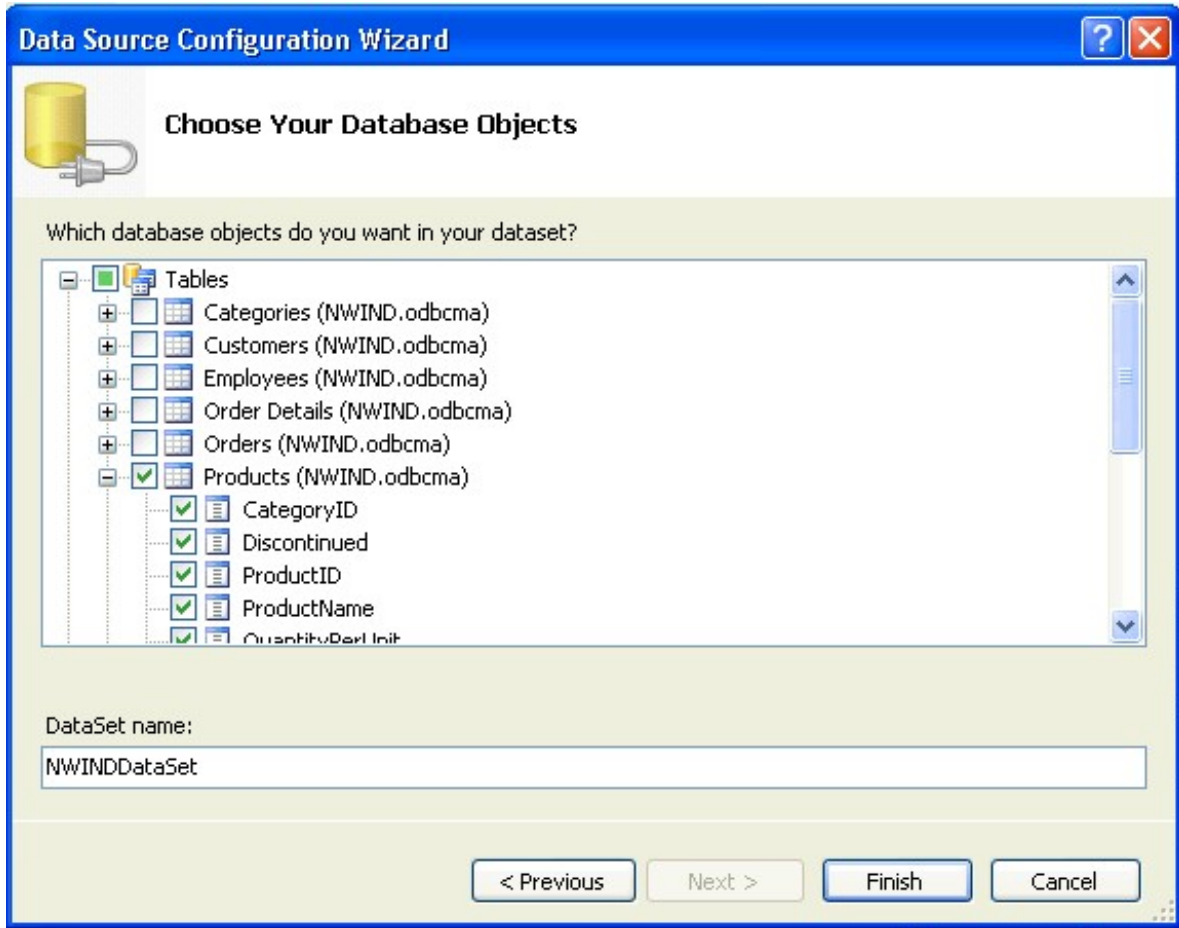 Data Source Configuration Wizard
Choose Your Database Objects
Which database objects do you want in your dataset?
Tables
Categories (NWIND.odbcma)
Customers (NWIND.odbcma)
Employees (NWIND.odbcma)
Order Details (NWIND.odbcma)
Orders (NWIND.odbcma)
Products (NWIND.odbcma)
CategoryID
Discontinued
ProductID
ProductName
QuantityPerUnit
DataSet name:
NWINDDataSet
< Previous
Next >
Finish
Cancel